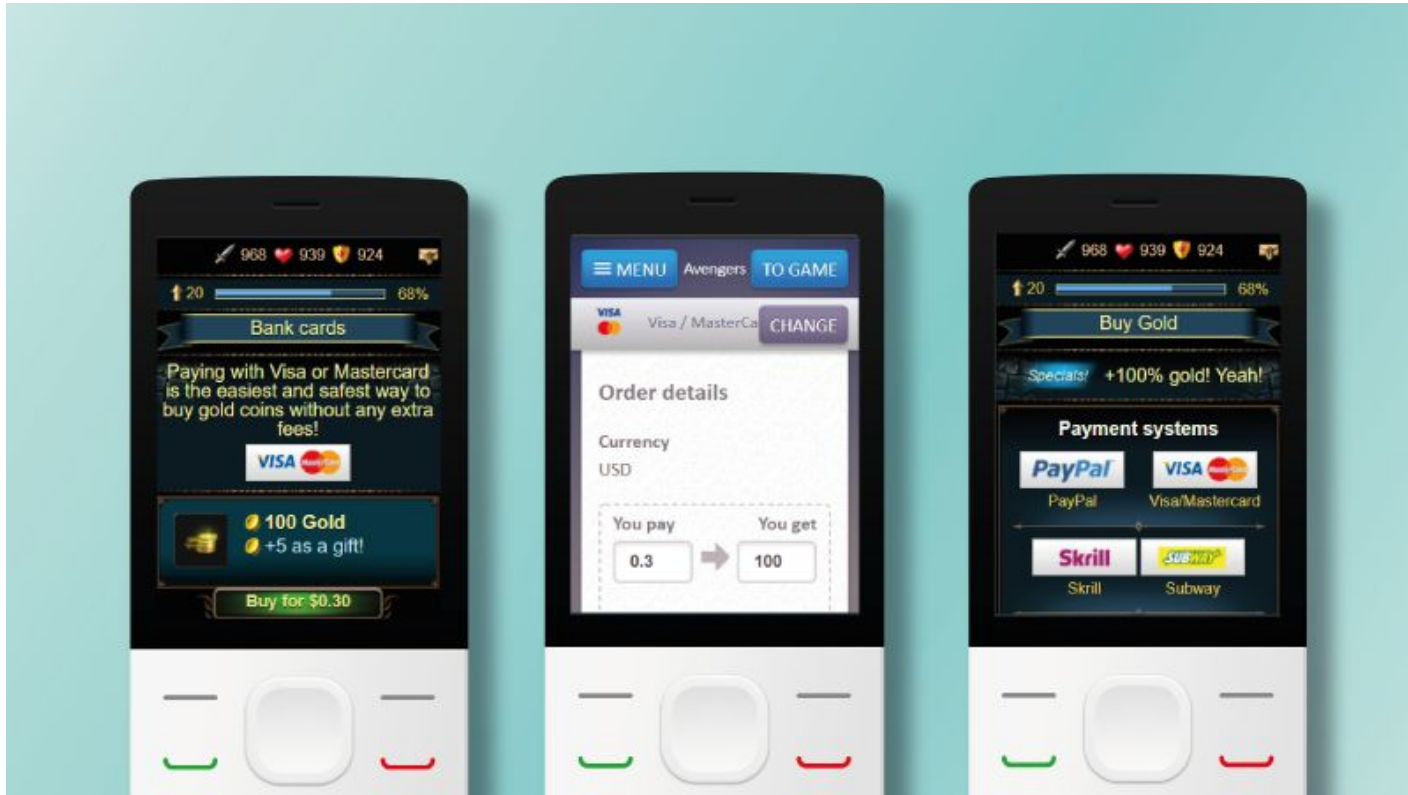 968 939 924
20 68%
Bank cards
Paying with Visa or Mastercard
is the easiest and safest way to
buy gold coins without any extra
fees!
VISA MasterCard
100 Gold
+5 as a gift!
Buy for $0.30
MENU Avengers TO GAME
VISA Visa / MasterCa CHANGE
Order details
Currency
USD
You pay You get
0.3 100
968 939 924
20 68%
Buy Gold
Specials! +100% gold! Yeah!
Payment systems
PayPal VISA MasterCard
PayPal Visa/Mastercard
Skrill SUBWAY
Skrill Subway